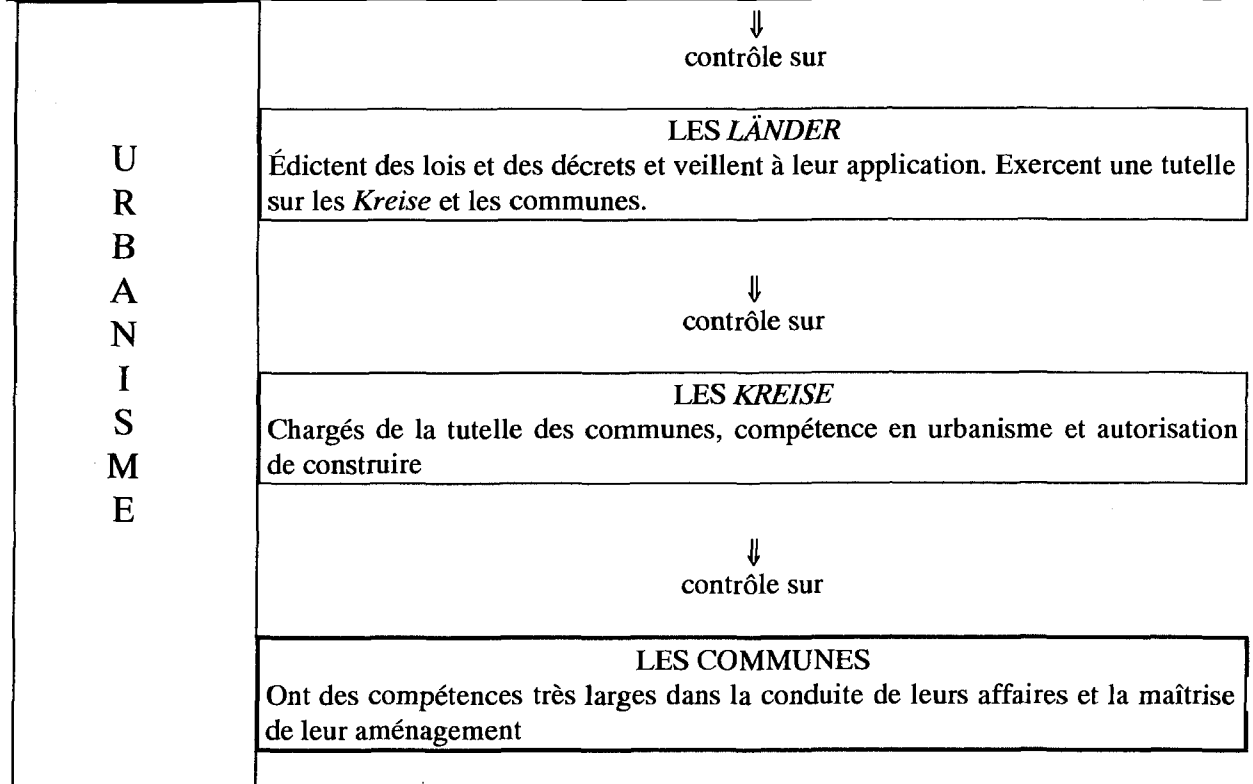 ⇓
contrôle sur
LES LÄNDER
Édictent des lois et des décrets et veillent à leur application. Exercent une tutelle
sur les Kreise et les communes.
⇓
contrôle sur
LES KREISE
Chargés de la tutelle des communes, compétence en urbanisme et autorisation
de construire
⇓
contrôle sur
LES COMMUNES
Ont des compétences très larges dans la conduite de leurs affaires et la maîtrise
de leur aménagement
U
R
B
A
N
I
S
M
E